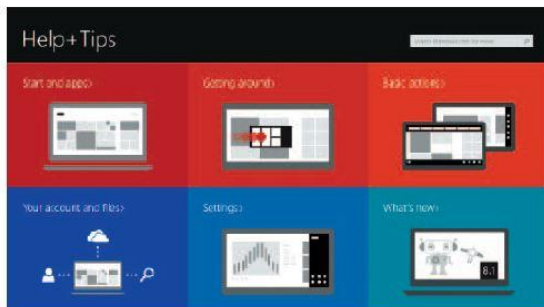 Help+Tips
Start and apps›
Getting around›
Basic actions›
Your account and files›
Settings›
What's new›
8.1